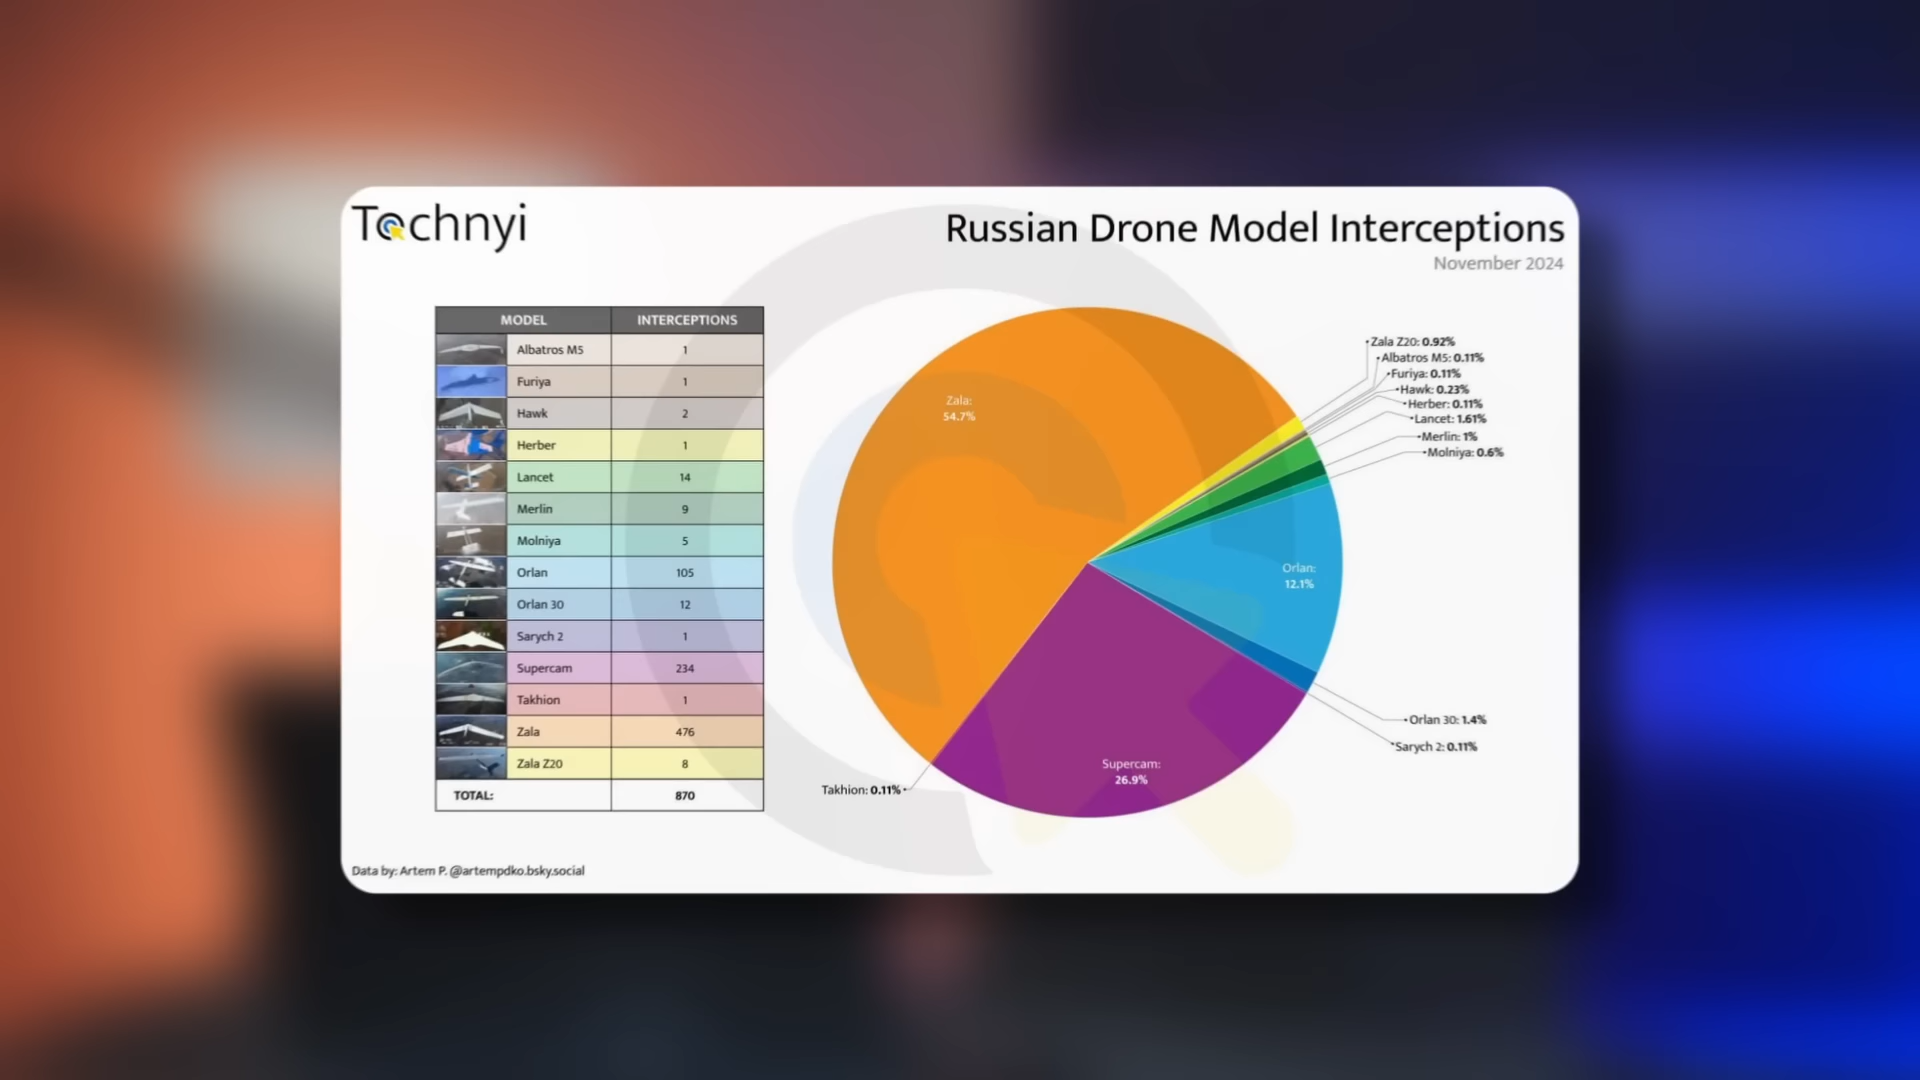 Technyi
Russian Drone Model Interceptions
November 2024
MODEL INTERCEPTIONS
Albatros M5 1
Furiya 1
Hawk 2
Herber 1
Lancet 14
Merlin 9
Molniya 5
Orlan 105
Orlan 30 12
Sarych 2 1
Supercam 234
Takhion 1
Zala 476
Zala Z20 8
TOTAL: 870
Zala:
54.7%
Zala Z20: 0.92%
Albatros M5: 0.11%
Furiya: 0.11%
Hawk: 0.23%
Herber: 0.11%
Lancet: 1.61%
Merlin: 1%
Molniya: 0.6%
Orlan:
12.1%
Orlan 30: 1.4%
Sarych 2: 0.11%
Supercam:
26.9%
Takhion: 0.11%
Data by: Artem P. @artempdko.bsky.social